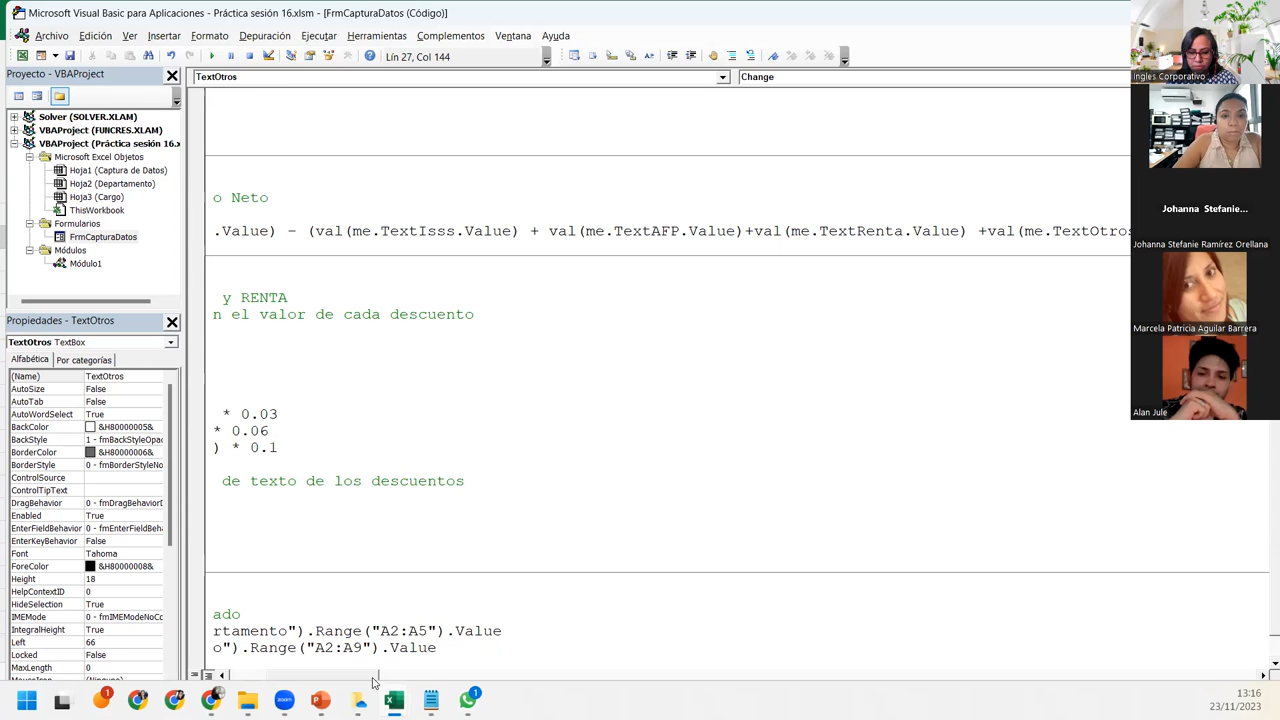 Microsoft Visual Basic para Aplicaciones - Práctica sesión 16.xlsm - [FrmCapturaDatos (Código)]
Archivo Edición Ver Insertar Formato Depuración Ejecutar Herramientas Complementos Ventana Ayuda
Lín 27, Col 144
Proyecto - VBAProject
TextOtros
Change
Solver (SOLVER.XLAM)
VBAProject (FUNCRES.XLAM)
VBAProject (Práctica sesión 16.x
Microsoft Excel Objetos
Hoja1 (Captura de Datos)
Hoja2 (Departamento)
Hoja3 (Cargo)
ThisWorkbook
Formularios
FrmCapturaDatos
Módulos
Módulo1
Propiedades - TextOtros
TextOtros TextBox
Alfabética Por categorías
(Name) TextOtros
AutoSize False
AutoTab False
AutoWordSelect True
BackColor &H80000005&
BackStyle 1 - fmBackStyleOpac
BorderColor &H80000006&
BorderStyle 0 - fmBorderStyleNo
ControlSource
ControlTipText
DragBehavior 0 - fmDragBehaviorD
Enabled True
EnterFieldBehavior 0 - fmEnterFieldBeha
EnterKeyBehavior False
Font Tahoma
ForeColor &H80000008&
Height 18
HelpContextID 0
HideSelection True
IMEMode 0 - fmIMEModeNoCo
IntegralHeight True
Left 66
Locked False
MaxLength 0
o Neto
.Value) - (val(me.TextIsss.Value) + val(me.TextAFP.Value)+val(me.TextRenta.Value) +val(me.TextOtros
y RENTA
n el valor de cada descuento
* 0.03
* 0.06
) * 0.1
de texto de los descuentos
ado
rtamento").Range("A2:A5").Value
o").Range("A2:A9").Value
Ingles Corporativo
Johanna Stefanie...
Johanna Stefanie Ramírez Orellana
Marcela Patricia Aguilar Barrera
Alan Jule
1
zoom
1
13:16
23/11/2023